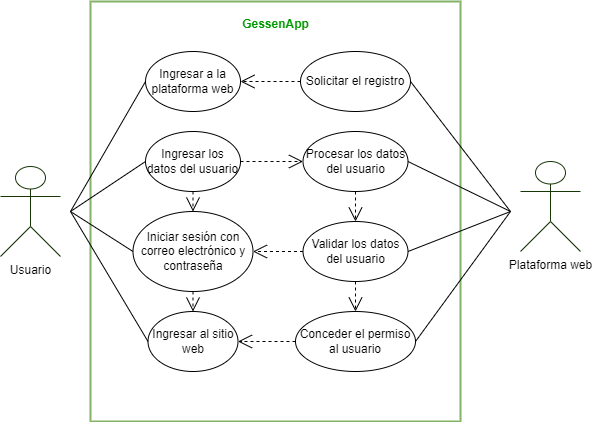 GessenApp
Ingresar a la
plataforma web
Solicitar el registro
Ingresar los
datos del usuario
Procesar los datos
del usuario
Iniciar sesión con
correo electrónico y
contraseña
Validar los datos
del usuario
Ingresar al sitio
web
Conceder el permiso
al usuario
Usuario
Plataforma web